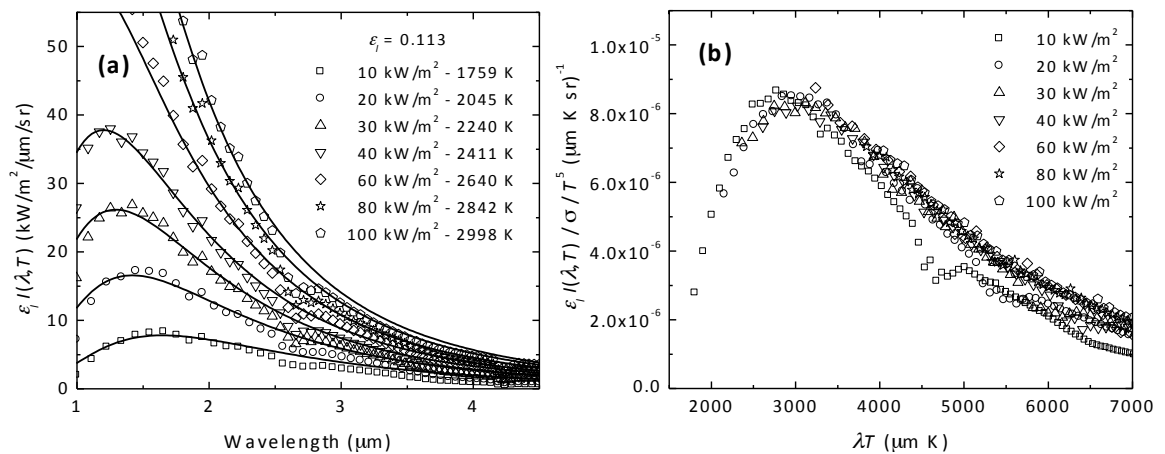 (a)
εi = 0.113
10 kW/m² - 1759 K
20 kW/m² - 2045 K
30 kW/m² - 2240 K
40 kW/m² - 2411 K
60 kW/m² - 2640 K
80 kW/m² - 2842 K
100 kW/m² - 2998 K
50
40
30
20
10
0
εi I(λ,T) (kW/m²/μm/sr)
1
2
3
4
Wavelength (μm)
(b)
10 kW/m²
20 kW/m²
30 kW/m²
40 kW/m²
60 kW/m²
80 kW/m²
100 kW/m²
1.0x10⁻⁵
8.0x10⁻⁶
6.0x10⁻⁶
4.0x10⁻⁶
2.0x10⁻⁶
0.0
εi I(λ,T) / σ / T⁵ (μm K sr)⁻¹
2000
3000
4000
5000
6000
7000
λT (μm K)